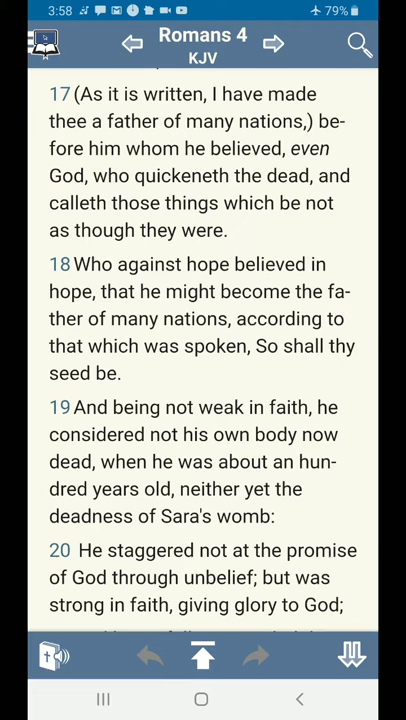 3:58
79%
Romans 4
KJV
17 (As it is written, I have made
thee a father of many nations,) be-
fore him whom he believed, even
God, who quickeneth the dead, and
calleth those things which be not
as though they were.
18 Who against hope believed in
hope, that he might become the fa-
ther of many nations, according to
that which was spoken, So shall thy
seed be.
19 And being not weak in faith, he
considered not his own body now
dead, when he was about an hun-
dred years old, neither yet the
deadness of Sara's womb:
20 He staggered not at the promise
of God through unbelief; but was
strong in faith, giving glory to God;